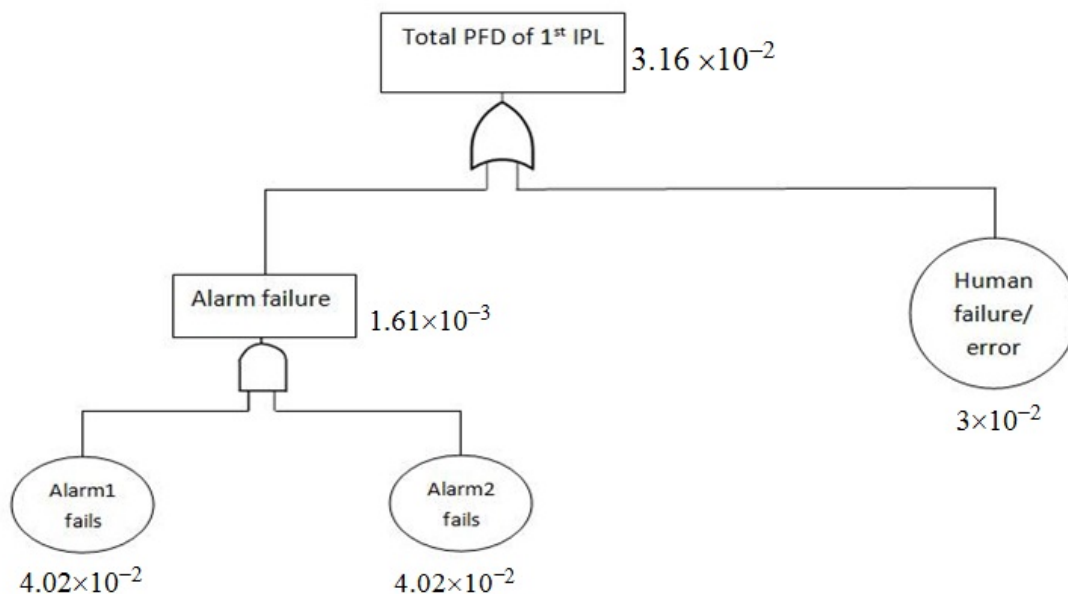 Total PFD of 1st IPL
3.16 ×10−2
Alarm failure
1.61×10−3
Human
failure/
error
3×10−2
Alarm1
fails
Alarm2
fails
4.02×10−2
4.02×10−2